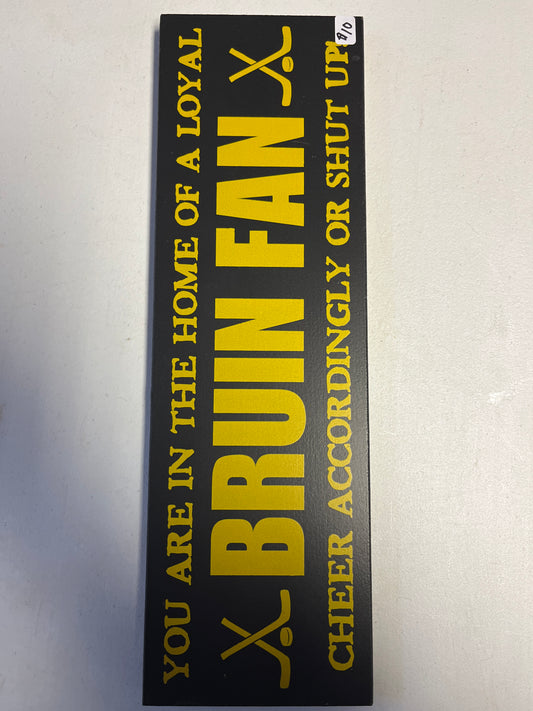 YOU ARE IN THE HOME OF A LOYAL
BRUIN FAN
CHEER ACCORDINGLY OR SHUT UP!
$10